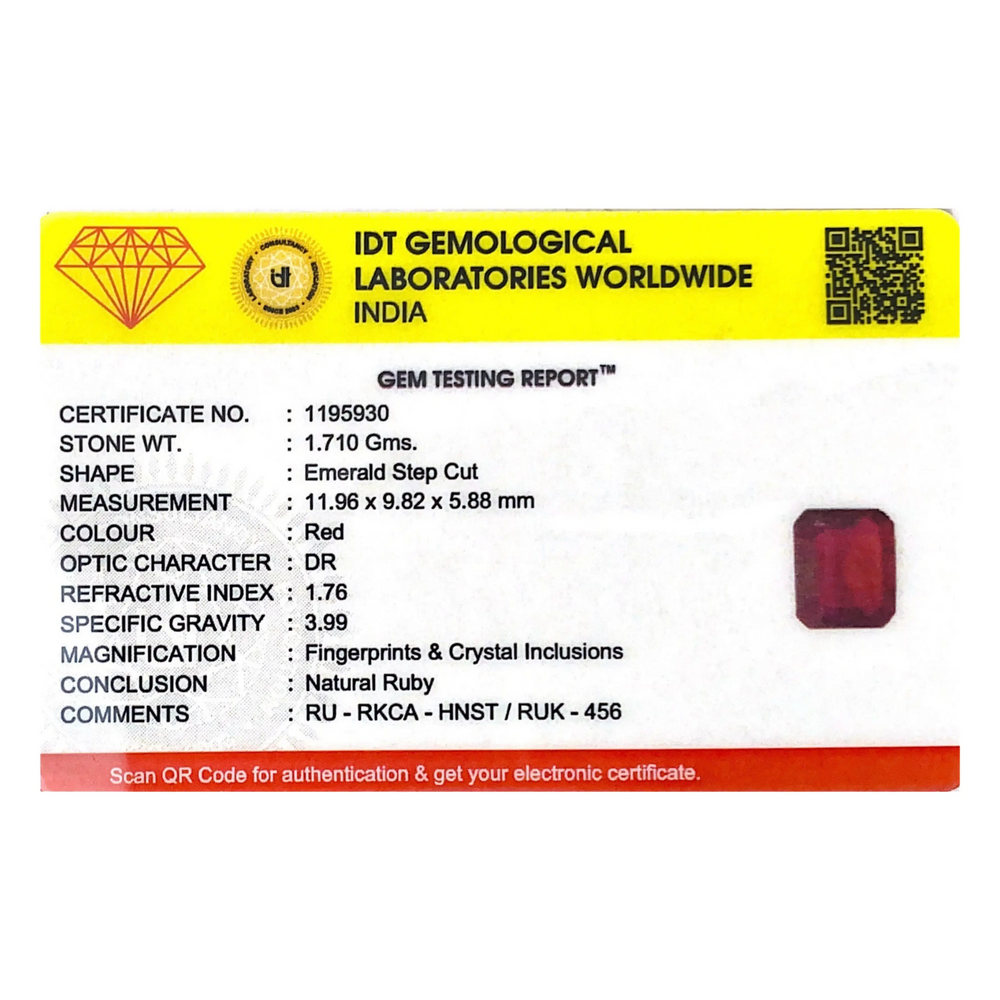 IDT GEMOLOGICAL
LABORATORIES WORLDWIDE
INDIA
CONSULTANCY
EDUCATION
LABORATORY
GEM TESTING REPORT™
CERTIFICATE NO. : 1195930
STONE WT. : 1.710 Gms.
SHAPE : Emerald Step Cut
MEASUREMENT : 11.96 x 9.82 x 5.88 mm
COLOUR : Red
OPTIC CHARACTER : DR
REFRACTIVE INDEX : 1.76
SPECIFIC GRAVITY : 3.99
MAGNIFICATION : Fingerprints & Crystal Inclusions
CONCLUSION : Natural Ruby
COMMENTS : RU - RKCA - HNST / RUK - 456
Scan QR Code for authentication & get your electronic certificate.